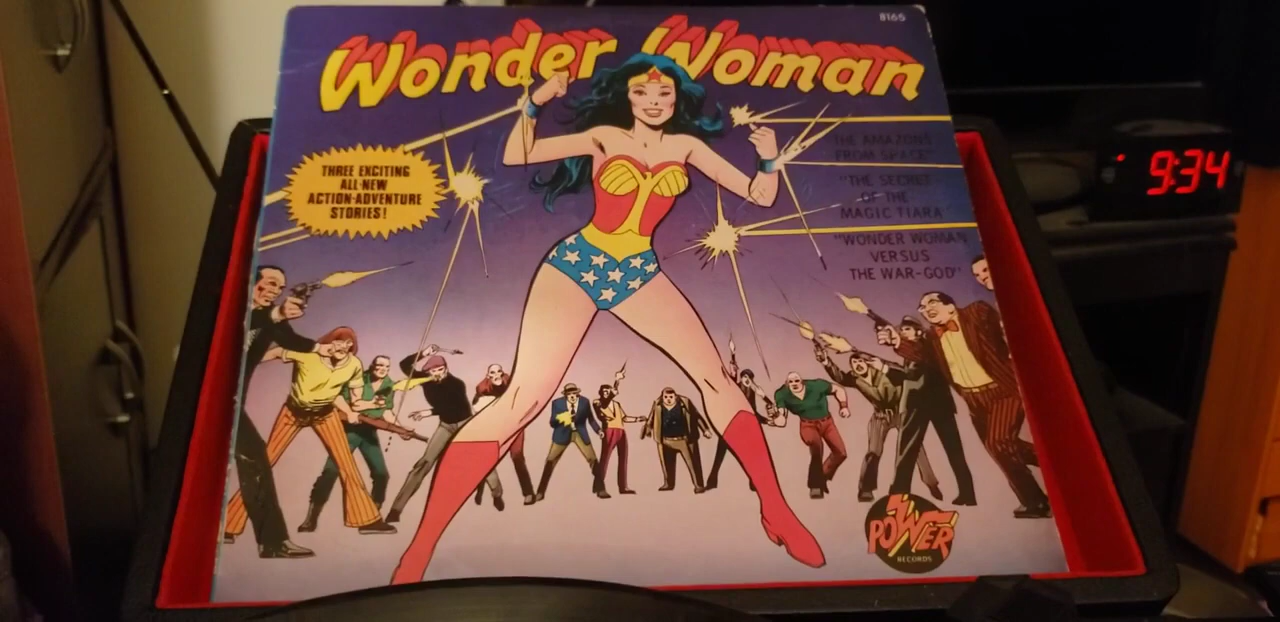 8165
Wonder Woman
THREE EXCITING
ALL-NEW
ACTION-ADVENTURE
STORIES!
THE AMAZONS
FROM SPACE"
"THE SECRET
OF THE
MAGIC TIARA
"WONDER WOMAN
VERSUS
THE WAR-GOD"
9:34
POWER
RECORDS